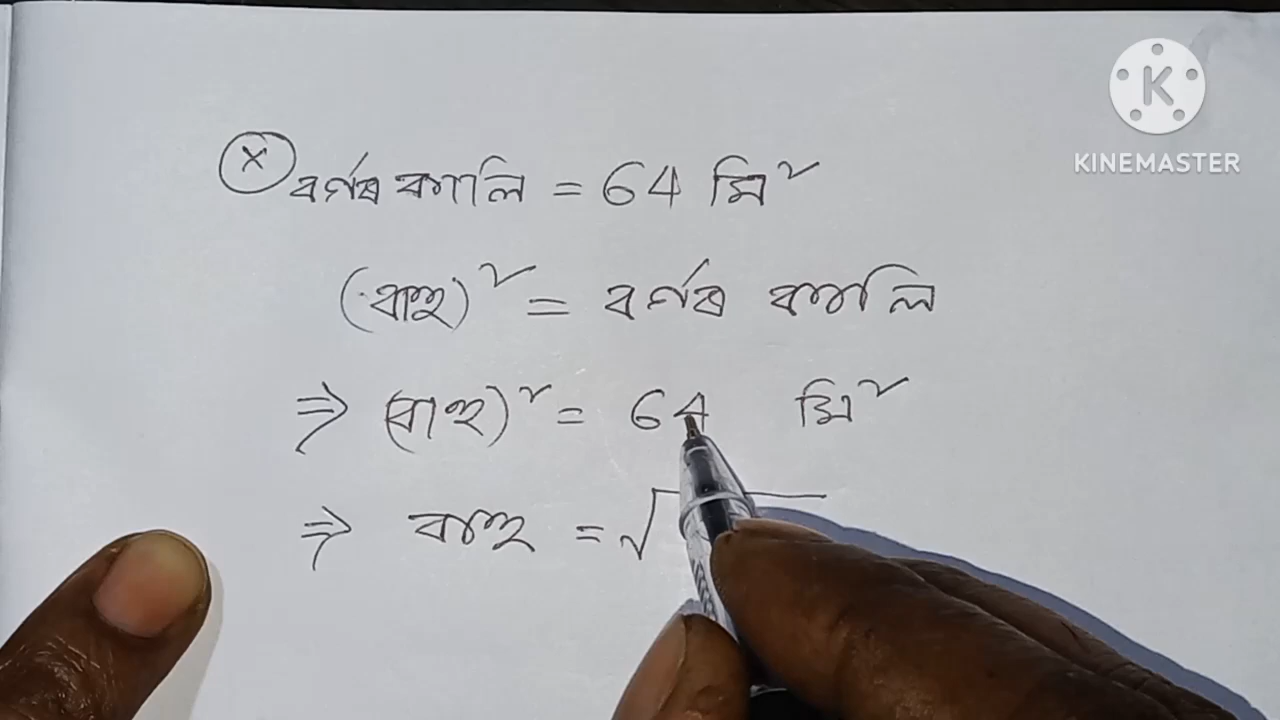 K
KINEMASTER
(x) বৰ্গৰ কালি = 64 মি²
(বাহু)² = বৰ্গৰ কালি
⇒ (বাহু)² = 64 মি²
⇒ বাহু = √